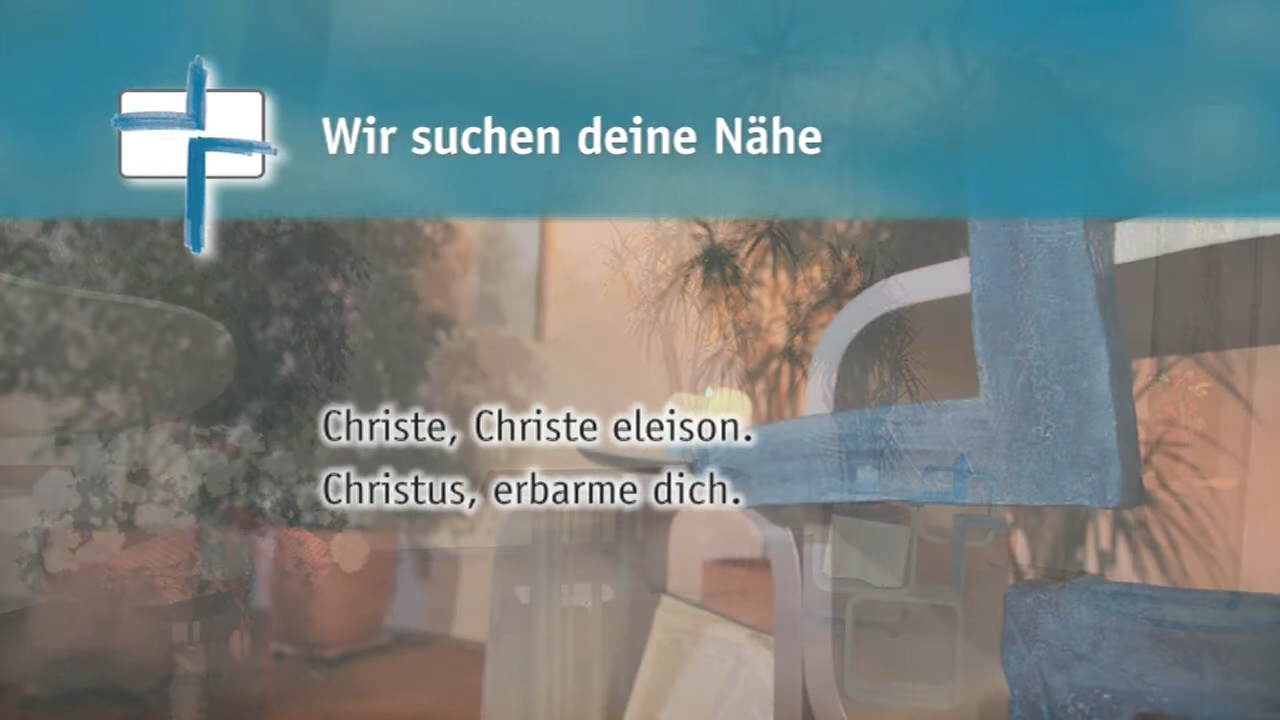 Wir suchen deine Nähe
Christe, Christe eleison.
Christus, erbarme dich.